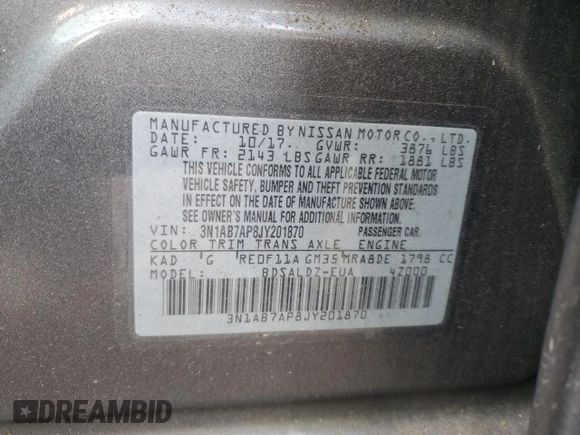 MANUFACTURED BY NISSAN MOTOR CO., LTD.
DATE: 10/17. GVWR: 3876 LBS
GAWR FR: 2143 LBS GAWR RR: 1881 LBS
THIS VEHICLE CONFORMS TO ALL APPLICABLE FEDERAL MOTOR
VEHICLE SAFETY, BUMPER AND THEFT PREVENTION STANDARDS
IN EFFECT ON THE DATE OF MANUFACTURE SHOWN ABOVE.
SEE OWNER'S MANUAL FOR ADDITIONAL INFORMATION.
VIN: 3N1AB7AP8JY201870 PASSENGER CAR.
COLOR TRIM TRANS AXLE ENGINE
KAD G RE0F11A GM35 MRA8DE 1798 CC
MODEL: BDSALDZ-EUA 4Z000
3N1AB7AP8JY201870
DREAMBID